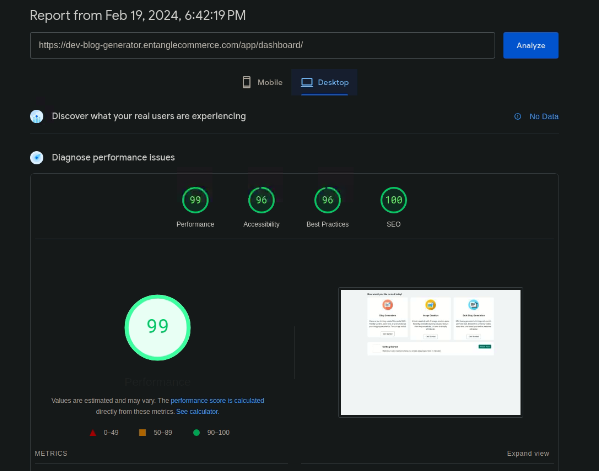 Report from Feb 19, 2024, 6:42:19 PM
https://dev-blog-generator.entanglecommerce.com/app/dashboard/
Analyze
Mobile
Desktop
Discover what your real users are experiencing
No Data
Diagnose performance issues
99
96
96
100
Performance
Accessibility
Best Practices
SEO
99
Values are estimated and may vary. The performance score is calculated
directly from these metrics. See calculator.
0–49
50–89
90–100
METRICS
Expand view